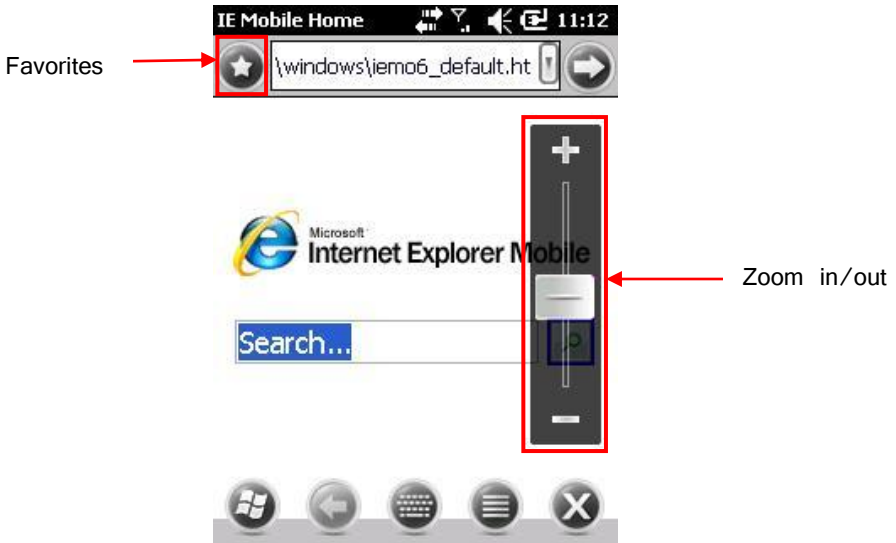 IE Mobile Home 11:12
Favorites
\windows\iemo6_default.ht
Microsoft
Internet Explorer Mobile
Zoom in/out
Search...